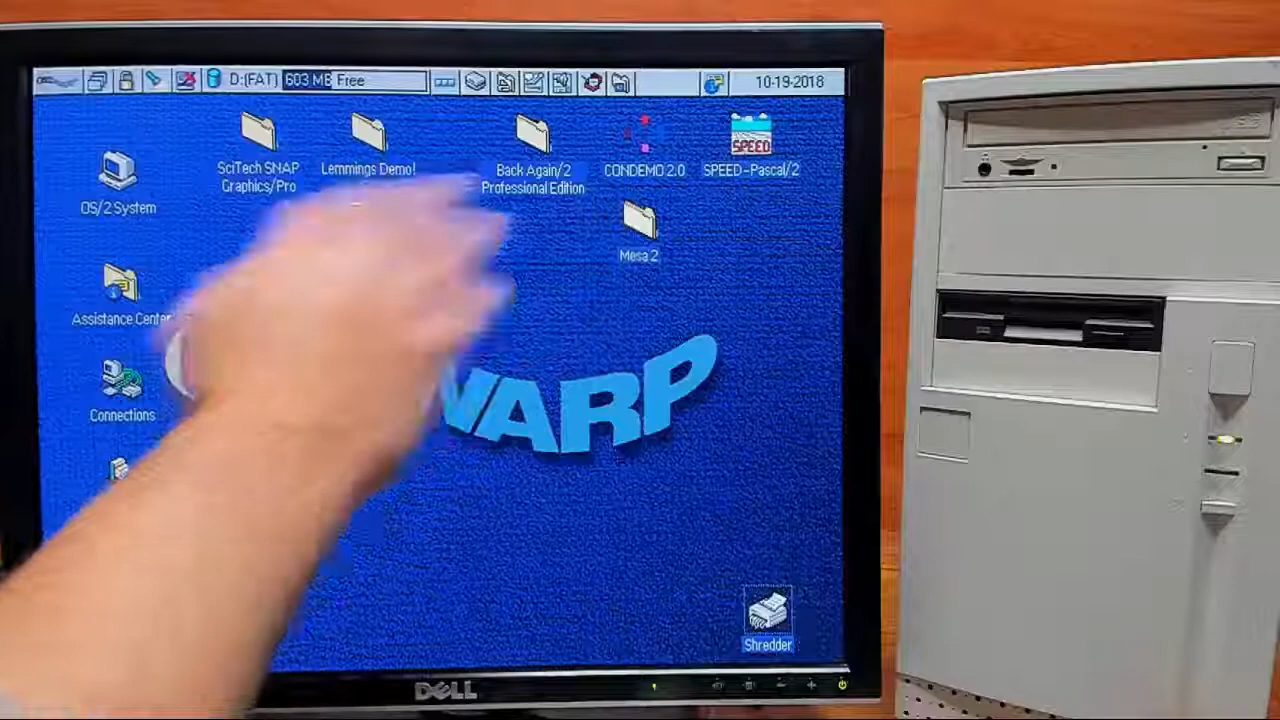 D:(FAT) 603 MB Free
10-19-2018
SciTech SNAP
Graphics/Pro
Lemmings Demo!
Back Again/2
Professional Edition
CONDEMO 2.0
SPEED
SPEED-Pascal/2
OS/2 System
Mesa 2
Assistance Center
Connections
WARP
Shredder
DELL